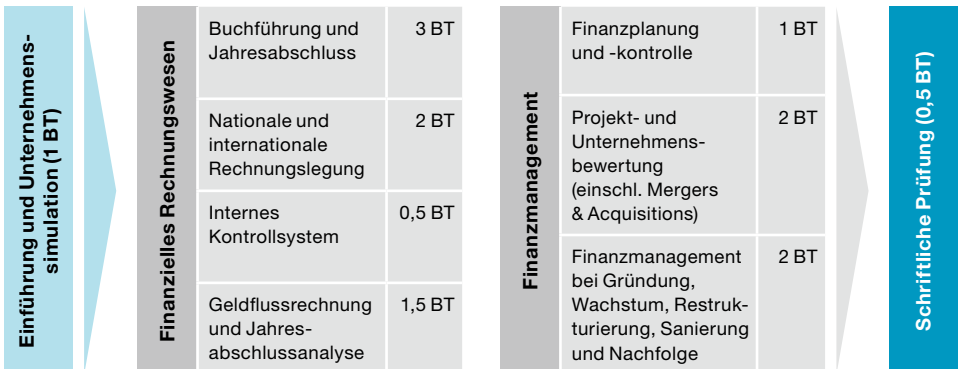 Einführung und Unternehmens-
simulation (1 BT)
Finanzielles Rechnungswesen
Buchführung und
Jahresabschluss
3 BT
Nationale und
internationale
Rechnungslegung
2 BT
Internes
Kontrollsystem
0,5 BT
Geldflussrechnung
und Jahres-
abschlussanalyse
1,5 BT
Finanzmanagement
Finanzplanung
und -kontrolle
1 BT
Projekt- und
Unternehmens-
bewertung
(einschl. Mergers
& Acquisitions)
2 BT
Finanzmanagement
bei Gründung,
Wachstum, Restruk-
turierung, Sanierung
und Nachfolge
2 BT
Schriftliche Prüfung (0,5 BT)